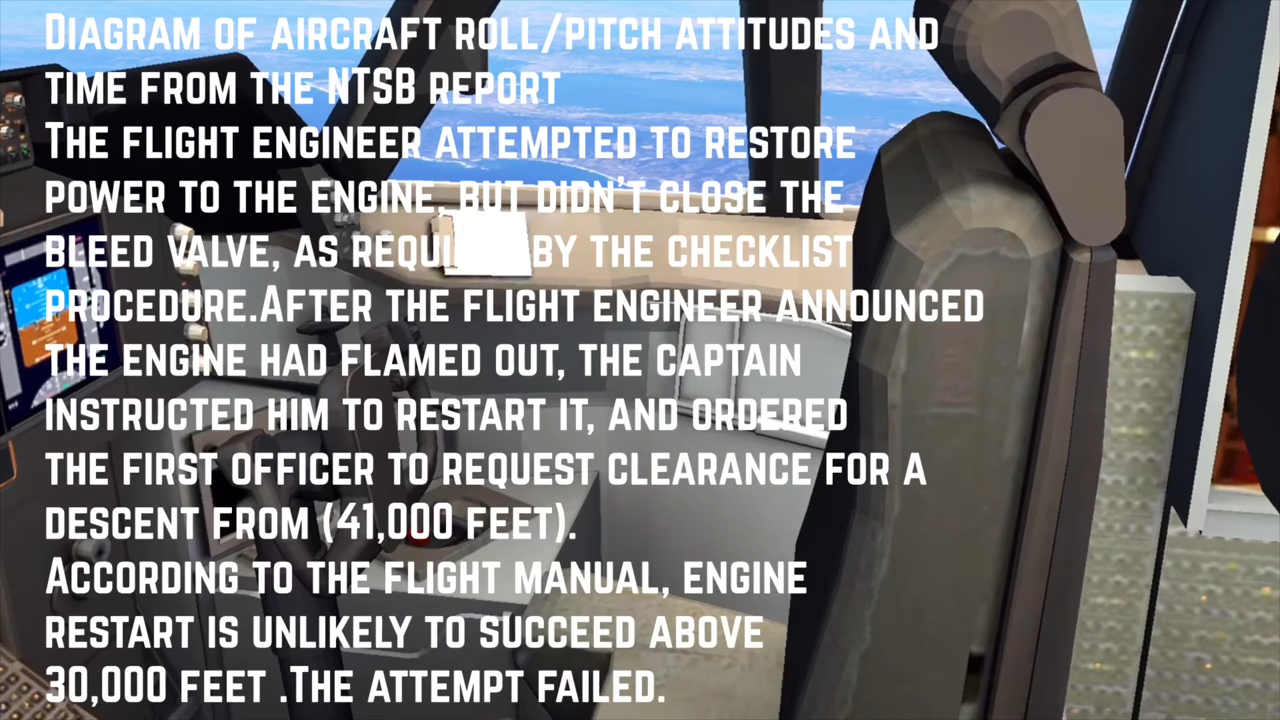 Diagram of aircraft roll/pitch attitudes and
time from the NTSB report
The flight engineer attempted to restore
power to the engine, but didn't close the
bleed valve, as required by the checklist
procedure.After the flight engineer announced
the engine had flamed out, the captain
instructed him to restart it, and ordered
the first officer to request clearance for a
descent from (41,000 feet).
According to the flight manual, engine
restart is unlikely to succeed above
30,000 feet .The attempt failed.